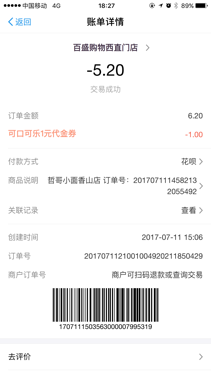 中国移动 4G 18:27 89%
返回 账单详情
百盛购物西直门店
-5.20
交易成功
订单金额 6.20
可口可乐1元代金券 -1.00
付款方式 花呗
商品说明 哲哥小面香山店 订单号：201707111458213
2055492
关联记录 查看
创建时间 2017-07-11 15:06
订单号 2017071121001004920211850429
商户订单号 商户可扫码退款或查询交易
1707111503563000007995319
去评价